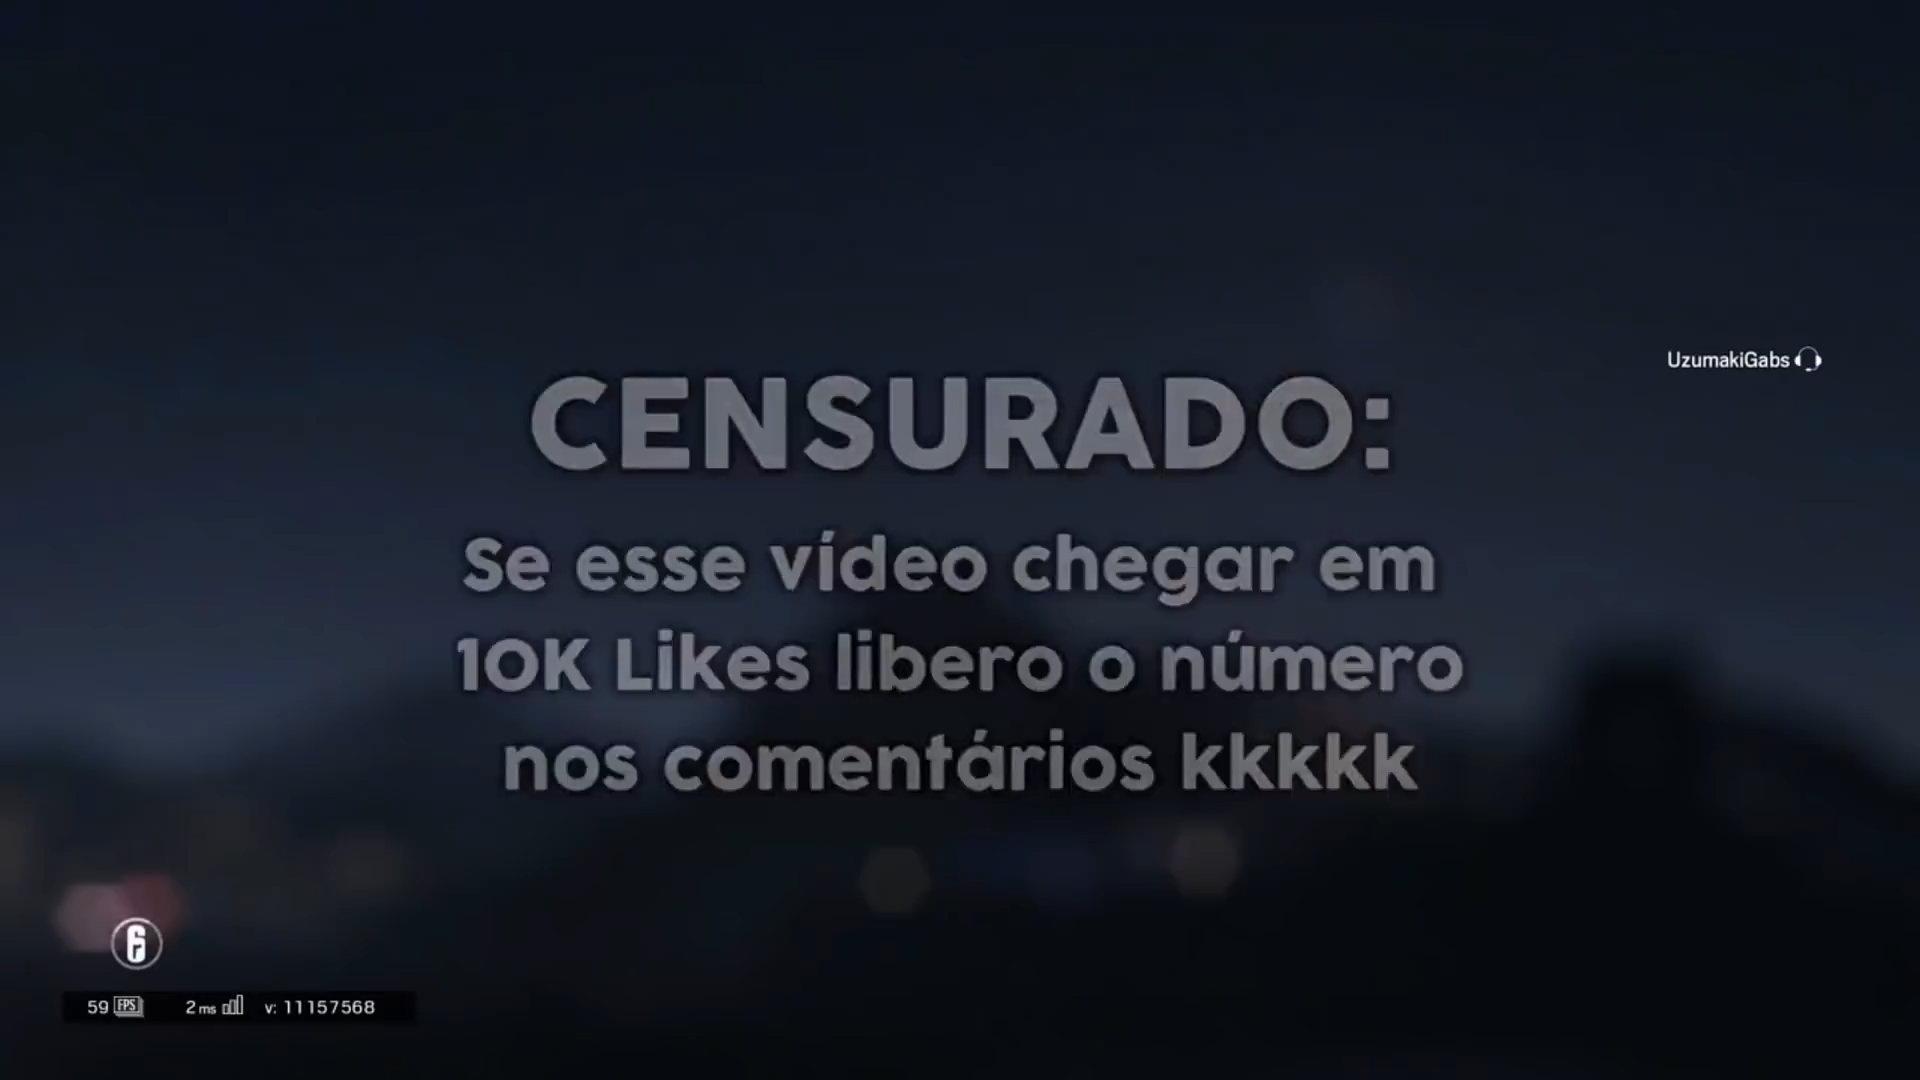 UzumakiGabs
CENSURADO:
Se esse vídeo chegar em
10K Likes libero o número
nos comentários kkkkk
6
59 FPS 2 ms v: 11157568